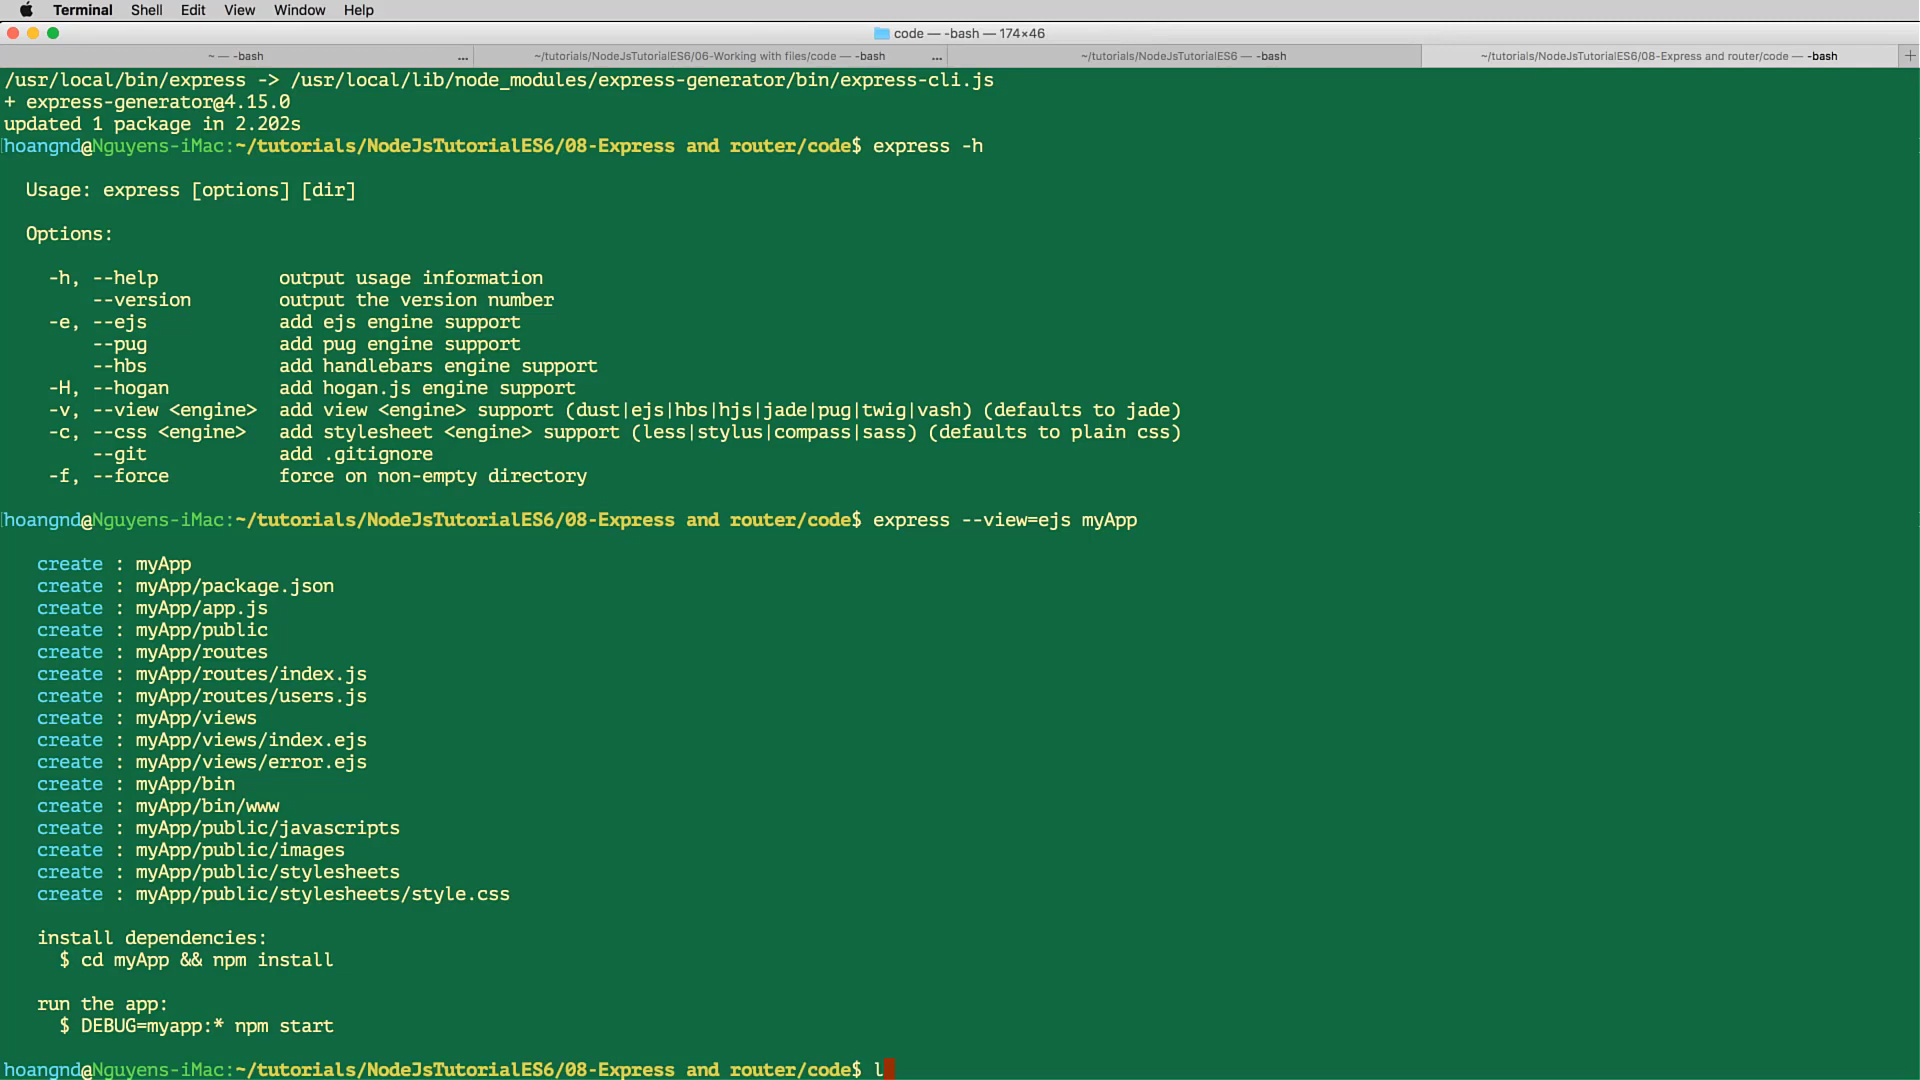 Terminal Shell Edit View Window Help
code — -bash — 174×46
~ — -bash ... ~/tutorials/NodeJsTutorialES6/06-Working with files/code — -bash ... ~/tutorials/NodeJsTutorialES6 — -bash ~/tutorials/NodeJsTutorialES6/08-Express and router/code — -bash +
/usr/local/bin/express -> /usr/local/lib/node_modules/express-generator/bin/express-cli.js
+ express-generator@4.15.0
updated 1 package in 2.202s
hoangnd@Nguyens-iMac:~/tutorials/NodeJsTutorialES6/08-Express and router/code$ express -h
Usage: express [options] [dir]
Options:
-h, --help output usage information
--version output the version number
-e, --ejs add ejs engine support
--pug add pug engine support
--hbs add handlebars engine support
-H, --hogan add hogan.js engine support
-v, --view <engine> add view <engine> support (dust|ejs|hbs|hjs|jade|pug|twig|vash) (defaults to jade)
-c, --css <engine> add stylesheet <engine> support (less|stylus|compass|sass) (defaults to plain css)
--git add .gitignore
-f, --force force on non-empty directory
hoangnd@Nguyens-iMac:~/tutorials/NodeJsTutorialES6/08-Express and router/code$ express --view=ejs myApp
create : myApp
create : myApp/package.json
create : myApp/app.js
create : myApp/public
create : myApp/routes
create : myApp/routes/index.js
create : myApp/routes/users.js
create : myApp/views
create : myApp/views/index.ejs
create : myApp/views/error.ejs
create : myApp/bin
create : myApp/bin/www
create : myApp/public/javascripts
create : myApp/public/images
create : myApp/public/stylesheets
create : myApp/public/stylesheets/style.css
install dependencies:
$ cd myApp && npm install
run the app:
$ DEBUG=myapp:* npm start
hoangnd@Nguyens-iMac:~/tutorials/NodeJsTutorialES6/08-Express and router/code$ l